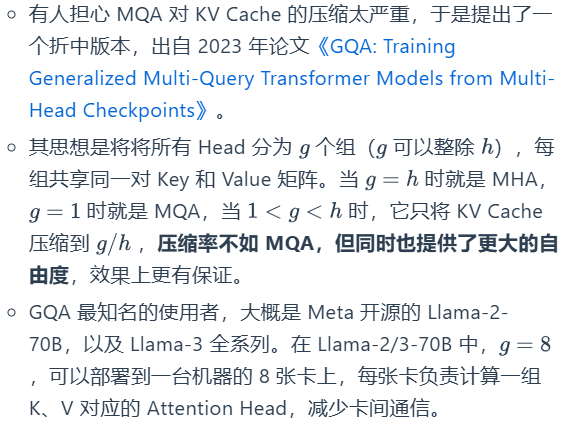 有人担心 MQA 对 KV Cache 的压缩太严重，于是提出了一
个折中版本，出自 2023 年论文《GQA: Training
Generalized Multi-Query Transformer Models from Multi-
Head Checkpoints》。
其思想是将将所有 Head 分为 g 个组（g 可以整除 h），每
组共享同一对 Key 和 Value 矩阵。当 g = h 时就是 MHA，
g = 1 时就是 MQA，当 1 < g < h 时，它只将 KV Cache
压缩到 g/h ，压缩率不如 MQA，但同时也提供了更大的自
由度，效果上更有保证。
GQA 最知名的使用者，大概是 Meta 开源的 Llama-2-
70B，以及 Llama-3 全系列。在 Llama-2/3-70B 中，g = 8
，可以部署到一台机器的 8 张卡上，每张卡负责计算一组
K、V 对应的 Attention Head，减少卡间通信。